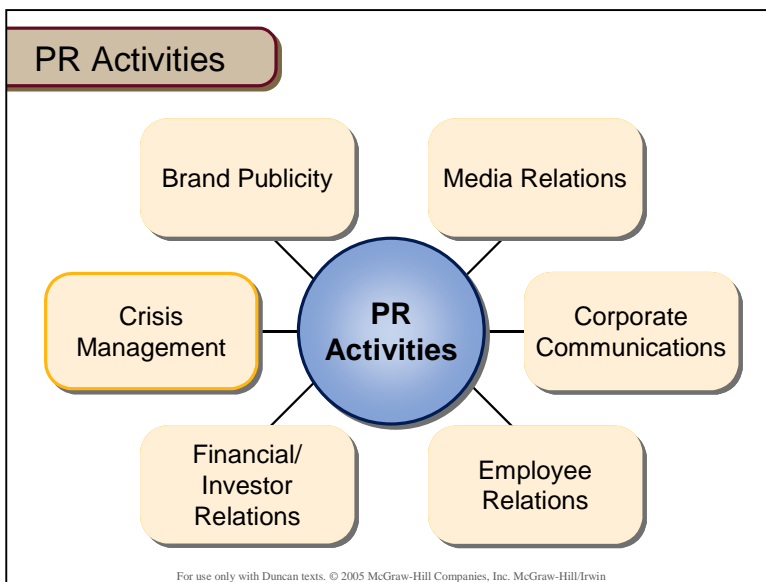 PR Activities
Brand Publicity
Media Relations
Crisis
Management
PR
Activities
Corporate
Communications
Financial/
Investor
Relations
Employee
Relations
For use only with Duncan texts. © 2005 McGraw-Hill Companies, Inc. McGraw-Hill/Irwin